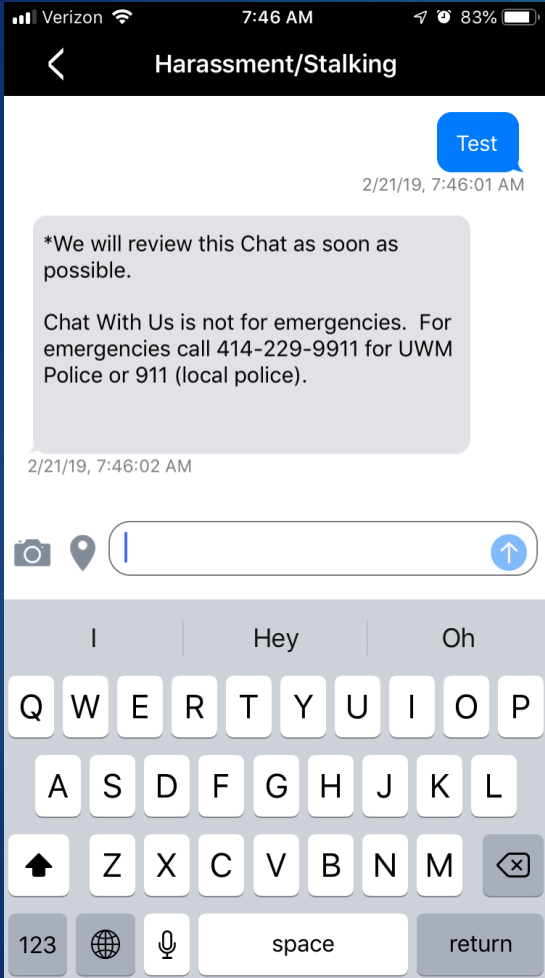 Verizon 7:46 AM 83%
Harassment/Stalking
Test
2/21/19, 7:46:01 AM
*We will review this Chat as soon as
possible.
Chat With Us is not for emergencies.  For
emergencies call 414-229-9911 for UWM
Police or 911 (local police).
2/21/19, 7:46:02 AM
I Hey Oh
Q W E R T Y U I O P
A S D F G H J K L
Z X C V B N M
123 space return